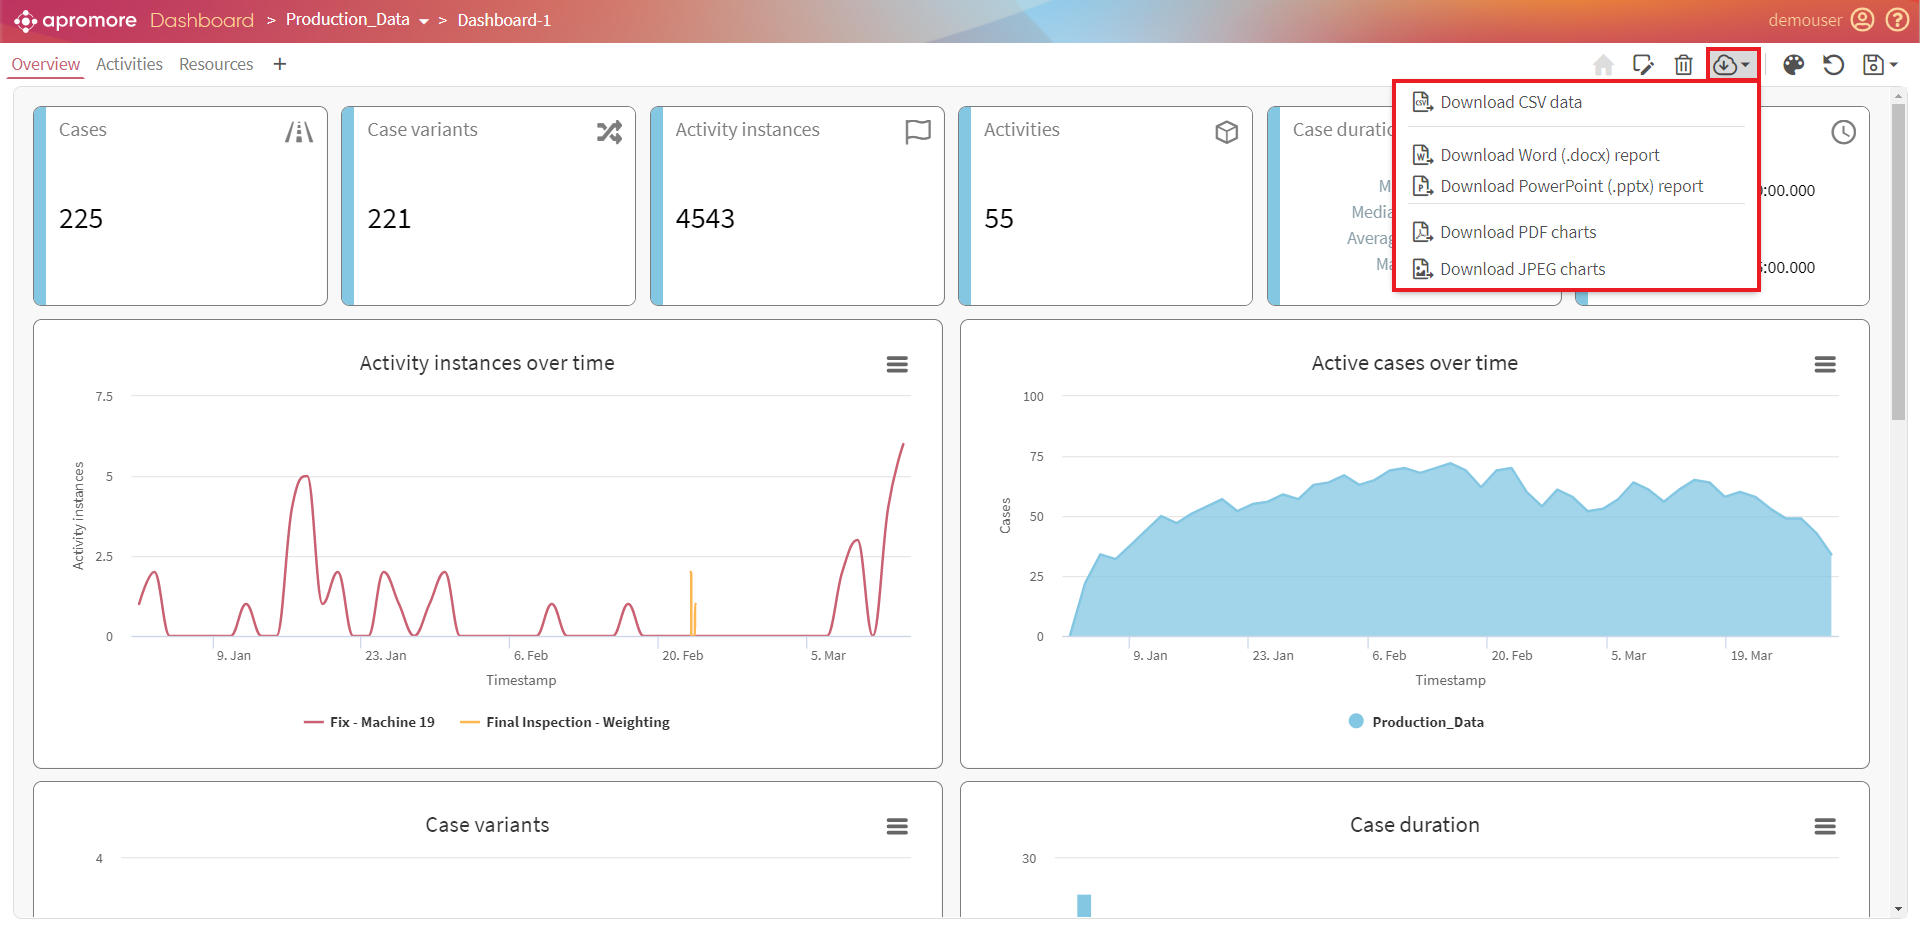 apromore Dashboard > Production_Data > Dashboard-1
demouser
Overview Activities Resources +
Download CSV data
Download Word (.docx) report
Download PowerPoint (.pptx) report
Download PDF charts
Download JPEG charts
Cases
225
Case variants
221
Activity instances
4543
Activities
55
Case duratio
M
Media
Averag
Ma
:00.000
:00.000
Activity instances over time
7.5
5
2.5
0
Activity instances
9. Jan
23. Jan
6. Feb
20. Feb
5. Mar
Timestamp
Fix - Machine 19
Final Inspection - Weighting
Active cases over time
100
75
50
25
0
Cases
9. Jan
23. Jan
6. Feb
20. Feb
5. Mar
19. Mar
Timestamp
Production_Data
Case variants
4
Case duration
30